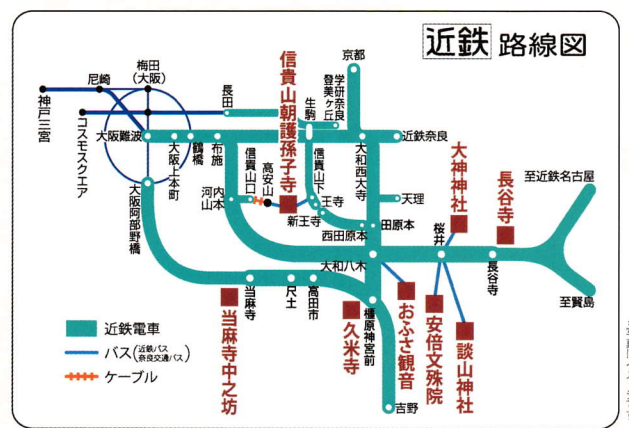 近鉄 路線図
京都
学研奈良
登美ヶ丘
信貴山朝護孫子寺
生駒
長田
梅田
(大阪)
尼崎
神戸三宮
コスモスクエア
大阪難波
大阪上本町
鶴橋
布施
近鉄奈良
大和西大寺
信貴山口
高安山
信貴山下
河内
山本
王寺
新王寺
天理
西田原本
田原本
大阪阿部野橋
大神神社
長谷寺
至近鉄名古屋
桜井
大和八木
長谷寺
至賢島
当麻寺
尺土
高田市
橿原神宮前
当麻寺中之坊
久米寺
おふさ観音
安倍文殊院
談山神社
吉野
近鉄電車
バス(近鉄バス
奈良交通バス)
ケーブル